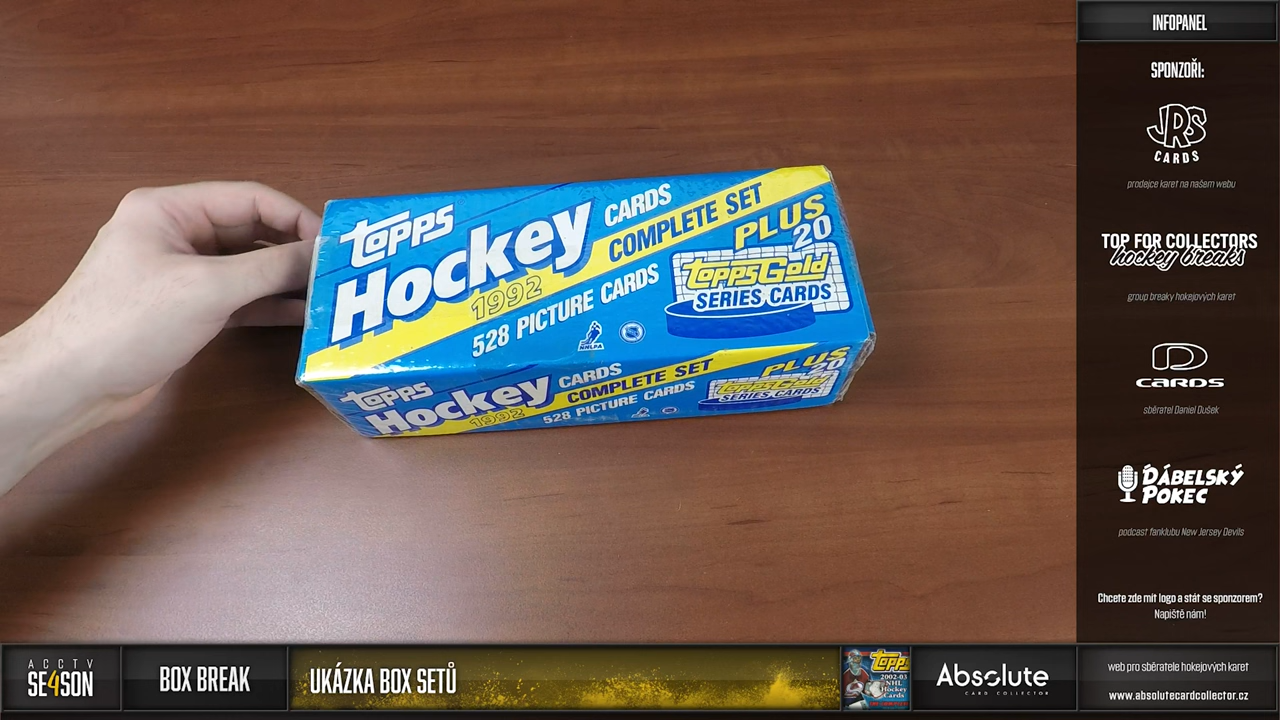 topps
Hockey CARDS
1992 COMPLETE SET
528 PICTURE CARDS
PLUS
20
ToppsGold
SERIES CARDS
NHLPA
topps
Hockey CARDS
1992 COMPLETE SET
528 PICTURE CARDS
PLUS
20
ToppsGold
SERIES CARDS
INFOPANEL
SPONZOŘI:
JRS
CARDS
prodejce karet na našem webu
TOP FOR COLLECTORS
hockey breaks
group breaky hokejových karet
D
CARDS
sběratel Daniel Dušek
ĎÁBELSKÝ
POKEC
podcast fanklubu New Jersey Devils
Chcete zde mít logo a stát se sponzorem?
Napiště nám!
ACCTV
SE4SON
BOX BREAK
UKÁZKA BOX SETŮ
Topps
2002-03
NHL
Hockey
Cards
Absolute
CARD COLLECTOR
web pro sběratele hokejových karet
www.absolutecardcollector.cz